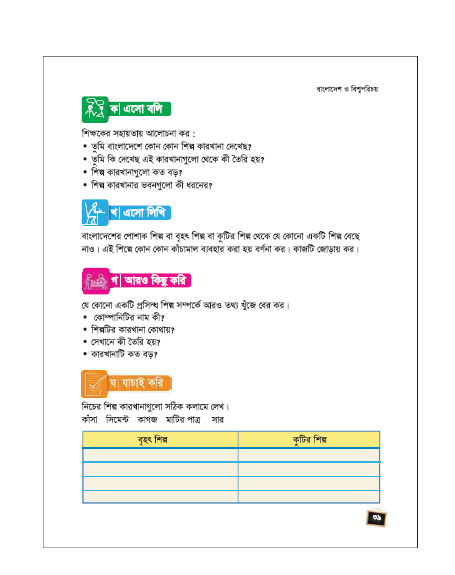 বাংলাদেশ ও বিশ্বপরিচয়
ক| এসো বলি
শিক্ষকের সহায়তায় আলোচনা কর :
• তুমি বাংলাদেশে কোন কোন শিল্প কারখানা দেখেছ?
• তুমি কি দেখেছ এই কারখানাগুলো থেকে কী তৈরি হয়?
• শিল্প কারখানাগুলো কত বড়?
• শিল্প কারখানার ভবনগুলো কী ধরনের?
খ| এসো লিখি
বাংলাদেশের পোশাক শিল্প বা বৃহৎ শিল্প বা কুটির শিল্প থেকে যে কোনো একটি শিল্প বেছে
নাও। এই শিল্পে কোন কোন কাঁচামাল ব্যবহার করা হয় বর্ণনা কর। কাজটি জোড়ায় কর।
গ| আরও কিছু করি
যে কোনো একটি প্রসিদ্ধ শিল্প সম্পর্কে আরও তথ্য খুঁজে বের কর।
• কোম্পানিটির নাম কী?
• শিল্পটির কারখানা কোথায়?
• সেখানে কী তৈরি হয়?
• কারখানাটি কত বড়?
ঘ| যাচাই করি
নিচের শিল্প কারখানাগুলো সঠিক কলামে লেখ।
কাঁসা সিমেন্ট কাগজ মাটির পাত্র সার
বৃহৎ শিল্প কুটির শিল্প
৩৯